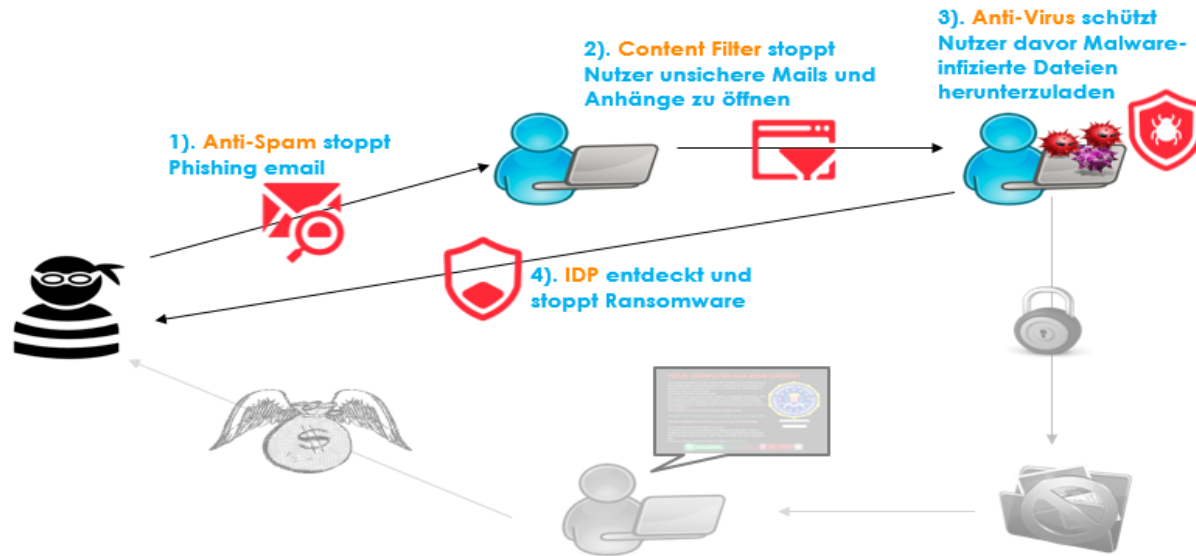 1). Anti-Spam stoppt
Phishing email
2). Content Filter stoppt
Nutzer unsichere Mails und
Anhänge zu öffnen
3). Anti-Virus schützt
Nutzer davor Malware-
infizierte Dateien
herunterzuladen
4). IDP entdeckt und
stoppt Ransomware
$